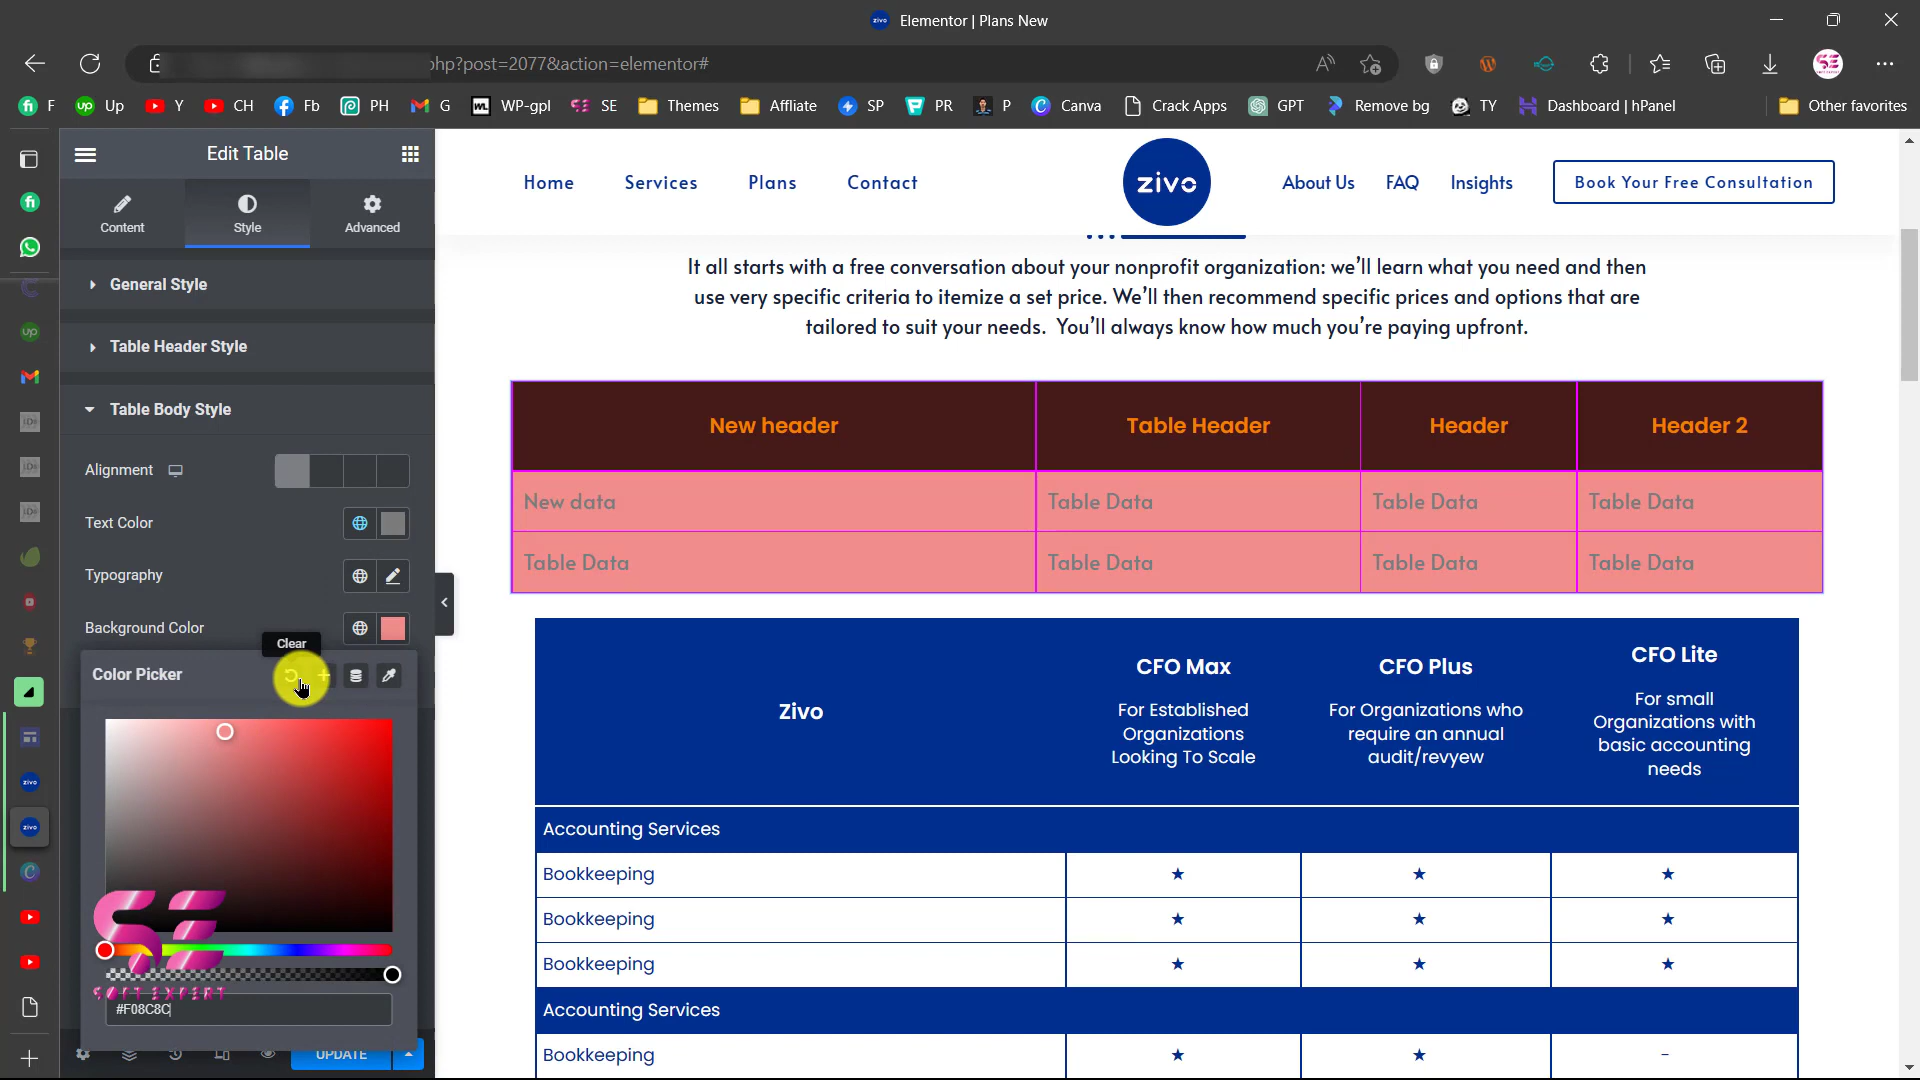 zivo Elementor | Plans New
hp?post=2077&action=elementor#
F Up Y CH Fb PH G WP-gpl SE Themes Affliate SP PR P Canva Crack Apps GPT Remove bg TY Dashboard | hPanel Other favorites
Edit Table
Content Style Advanced
General Style
Table Header Style
Table Body Style
Alignment
Text Color
Typography
Background Color
Clear
Color Picker
#F08C8C
SOFT EXPERT
UPDATE
Home Services Plans Contact zivo About Us FAQ Insights Book Your Free Consultation
It all starts with a free conversation about your nonprofit organization: we’ll learn what you need and then
use very specific criteria to itemize a set price. We’ll then recommend specific prices and options that are
tailored to suit your needs. You’ll always know how much you’re paying upfront.
New header Table Header Header Header 2
New data Table Data Table Data Table Data
Table Data Table Data Table Data Table Data
Zivo
CFO Max
For Established
Organizations
Looking To Scale
CFO Plus
For Organizations who
require an annual
audit/revyew
CFO Lite
For small
Organizations with
basic accounting
needs
Accounting Services
Bookkeeping ★ ★ ★
Bookkeeping ★ ★ ★
Bookkeeping ★ ★ ★
Accounting Services
Bookkeeping ★ ★ –